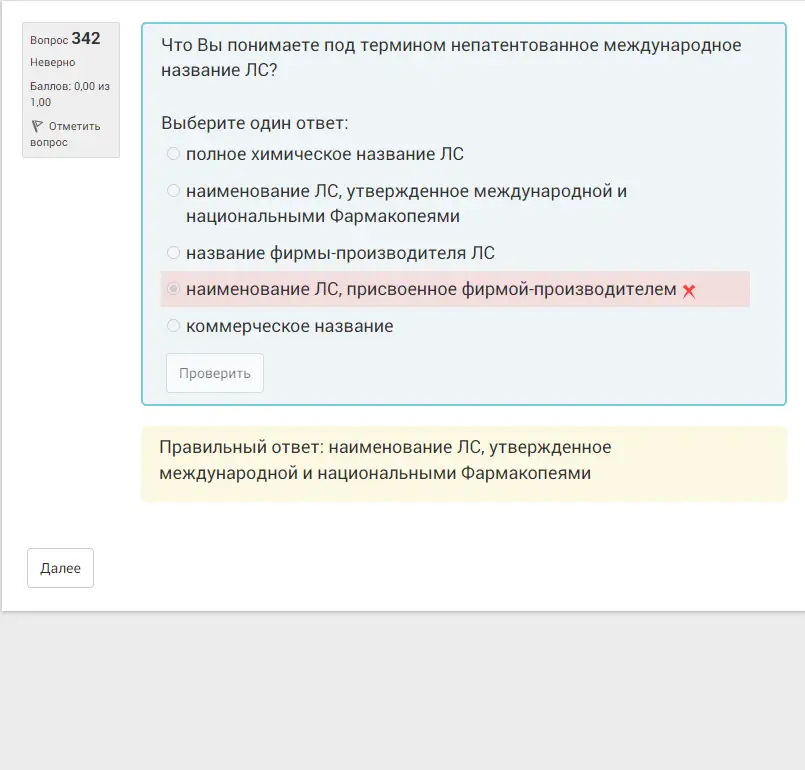 Вопрос 342
Неверно
Баллов: 0,00 из
1,00
Отметить
вопрос
Что Вы понимаете под термином непатентованное международное
название ЛС?
Выберите один ответ:
полное химическое название ЛС
наименование ЛС, утвержденное международной и
национальными Фармакопеями
название фирмы-производителя ЛС
наименование ЛС, присвоенное фирмой-производителем
коммерческое название
Проверить
Правильный ответ: наименование ЛС, утвержденное
международной и национальными Фармакопеями
Далее